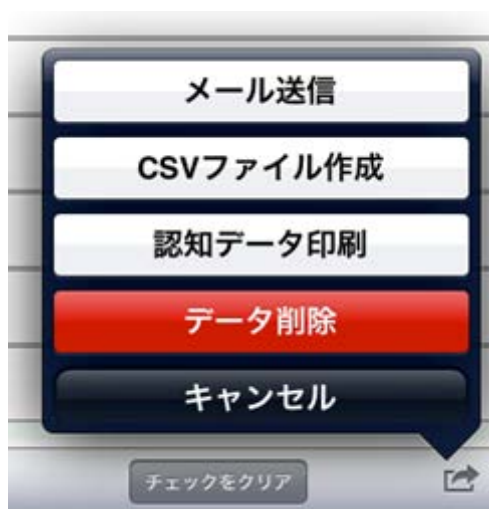 メール送信
CSVファイル作成
認知データ印刷
データ削除
キャンセル
チェックをクリア